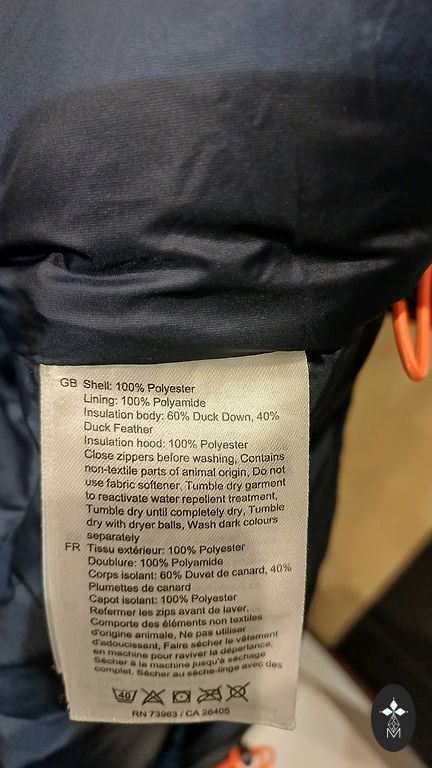 GB Shell: 100% Polyester
Lining: 100% Polyamide
Insulation body: 60% Duck Down, 40%
Duck Feather
Insulation hood: 100% Polyester
Close zippers before washing, Contains
non-textile parts of animal origin, Do not
use fabric softener, Tumble dry garment
to reactivate water repellent treatment,
Tumble dry until completely dry, Tumble
dry with dryer balls, Wash dark colours
separately
FR Tissu extérieur: 100% Polyester
Doublure: 100% Polyamide
Corps isolant: 60% Duvet de canard, 40%
Plumettes de canard
Capot isolant: 100% Polyester
Refermer les zips avant de laver,
Comporte des éléments non textiles
d'origine animale, Ne pas utiliser
d'adoucissant, Faire sécher le vêtement
en machine pour raviver la déperlance,
Sécher à la machine jusqu'à séchage
complet, Sécher au sèche-linge avec des
40
RN 73963 / CA 26405
M